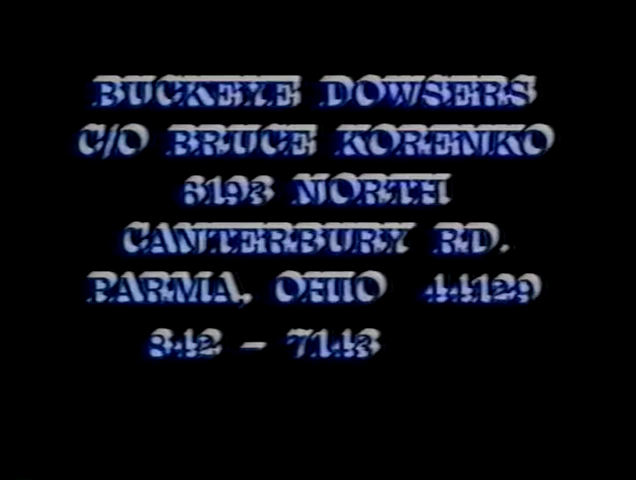 BUCKEYE DOWSERS
C/O BRUCE KORENKO
6193 NORTH
CANTERBURY RD.
PARMA, OHIO 44129
842 - 7143